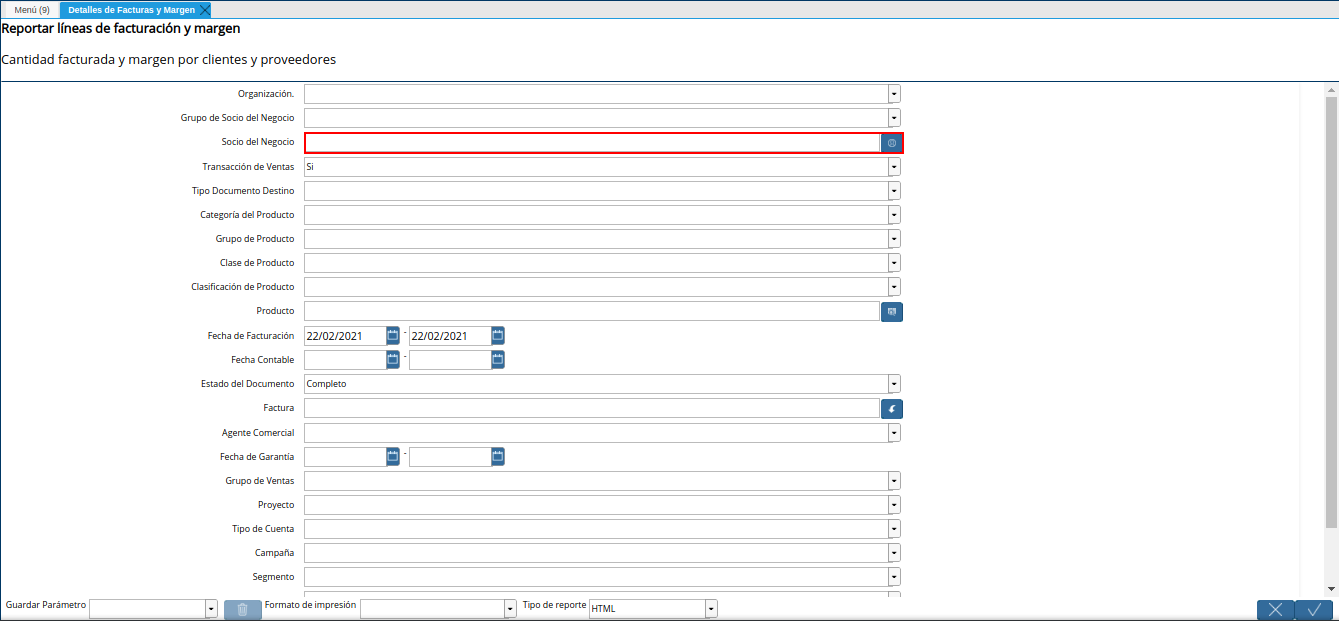 Menú (9) Detalles de Facturas y Margen
Reportar líneas de facturación y margen
Cantidad facturada y margen por clientes y proveedores
Organización.
Grupo de Socio del Negocio
Socio del Negocio
Transacción de Ventas Si
Tipo Documento Destino
Categoría del Producto
Grupo de Producto
Clase de Producto
Clasificación de Producto
Producto
Fecha de Facturación 22/02/2021 - 22/02/2021
Fecha Contable -
Estado del Documento Completo
Factura
Agente Comercial
Fecha de Garantía -
Grupo de Ventas
Proyecto
Tipo de Cuenta
Campaña
Segmento
Guardar Parámetro Formato de impresión Tipo de reporte HTML